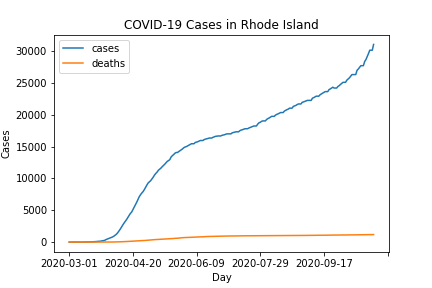 COVID-19 Cases in Rhode Island
cases
deaths
30000
25000
20000
15000
10000
5000
0
Cases
2020-03-01 2020-04-20 2020-06-09 2020-07-29 2020-09-17
Day